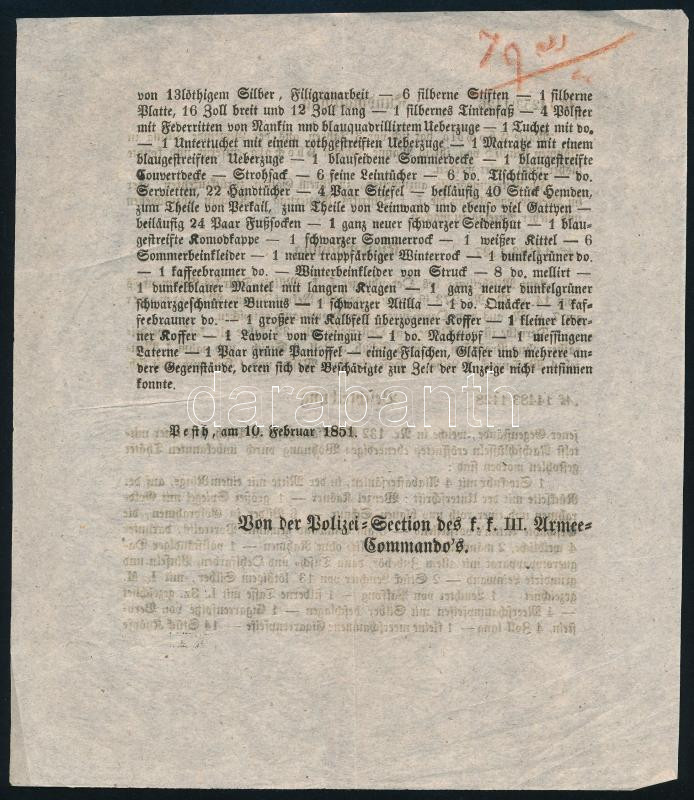 von 13löthigem Silber, Filigranarbeit — 6 silberne Stiften — 1 silberne
Platte, 16 Zoll breit und 12 Zoll lang — 1 silbernes Tintenfaß — 4 Pölster
mit Federritten von Nankin nnd blauquadrillirtem Ueberzuge — 1 Tuchet mit do.
— 1 Untertuchet mit einem rothgestreiften Ueberzuge — 1 Matratze mit einem
blaugestreiften Ueberzuge — 1 blauseidene Sommerdecke — 1 blaugestreifte
Couvertdecke — Strohsack — 6 feine Leintücher — 6 do. Tischtücher — do.
Servietten, 22 Handtücher — 4 Paar Stiefel — beiläufig 40 Stück Hemden,
zum Theile von Perkail, zum Theile von Leinwand und ebenso viel Gattyen —
beiläufig 24 Paar Fußsocken — 1 ganz neuer schwarzer Seidenhut — 1 blau-
gestreifte Komodkappe — 1 schwarzer Sommerrock — 1 weißer Kittel — 6
Sommerbeinkleider — 1 neuer trappfärbiger Winterrock — 1 dunkelgrüner do.
— 1 kaffeebrauner do. — Winterbeinkleider von Struck — 8 do. mellirt —
1 dunkelblauer Mantel mit langem Kragen — 1 ganz neuer dunkelgrüner
schwarzgeschnürter Burnus — 1 schwarzer Atilla — 1 do. Quäcker — 1 kaf-
feebrauner do. — 1 großer mit Kalbfell überzogener Koffer — 1 kleiner leder-
ner Koffer — 1 Lavoir von Steingut — 1 do. Nachttopf — 1 messingene
Laterne — 1 Paar grüne Pantoffel — einige Flaschen, Gläser und mehrere an-
dere Gegenstände, deren sich der Beschädigte zur Zeit der Anzeige nicht entsinnen
konnte.
darabanth
Pesth, am 10. Februar 1851.
Von der Polizei-Section des k. k. III. Armee-
Commando's.